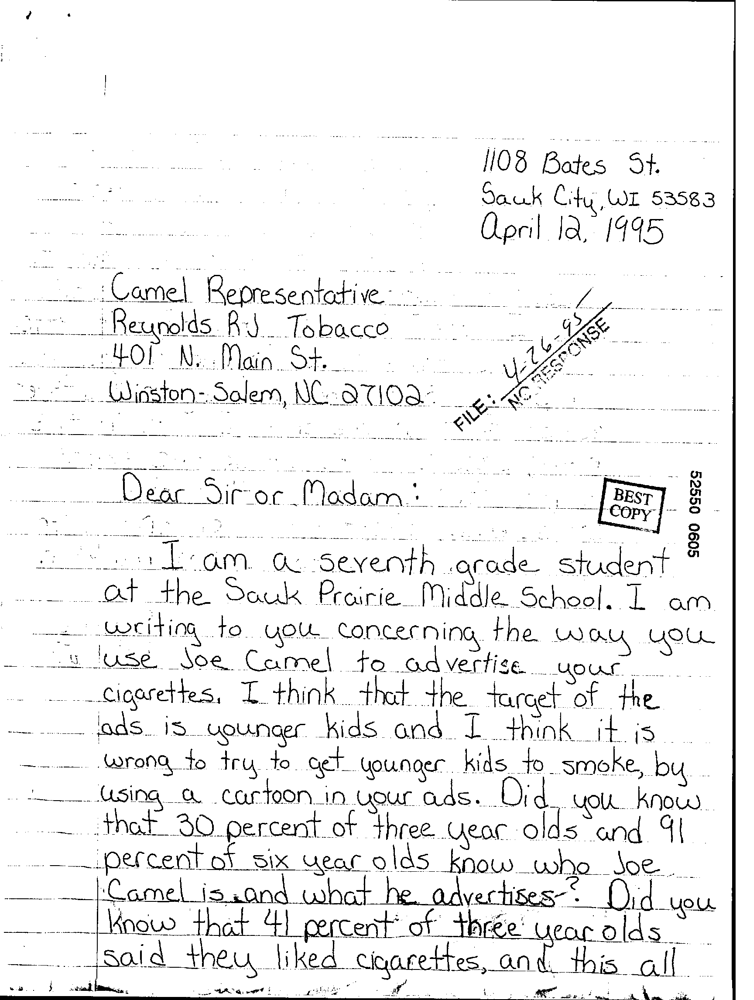 1108 Bates St.
Sauk City, WI 53583
April 12, 1995
Camel Representative
Reynolds RJ Tobacco
401 N. Main St.
Winston-Salem, NC 27102
FILE: 4-26-95
NO RESPONSE
Dear Sir or Madam:
BEST
COPY
52550 0605
I am a seventh grade student
at the Sauk Prairie Middle School. I am
writing to you concerning the way you
use Joe Camel to advertise your
cigarettes. I think that the target of the
ads is younger kids and I think it is
wrong to try to get younger kids to smoke, by
using a cartoon in your ads. Did you know
that 30 percent of three year olds and 91
percent of six year olds know who Joe
Camel is and what he advertises? Did you
know that 41 percent of three year olds
said they liked cigarettes, and this all